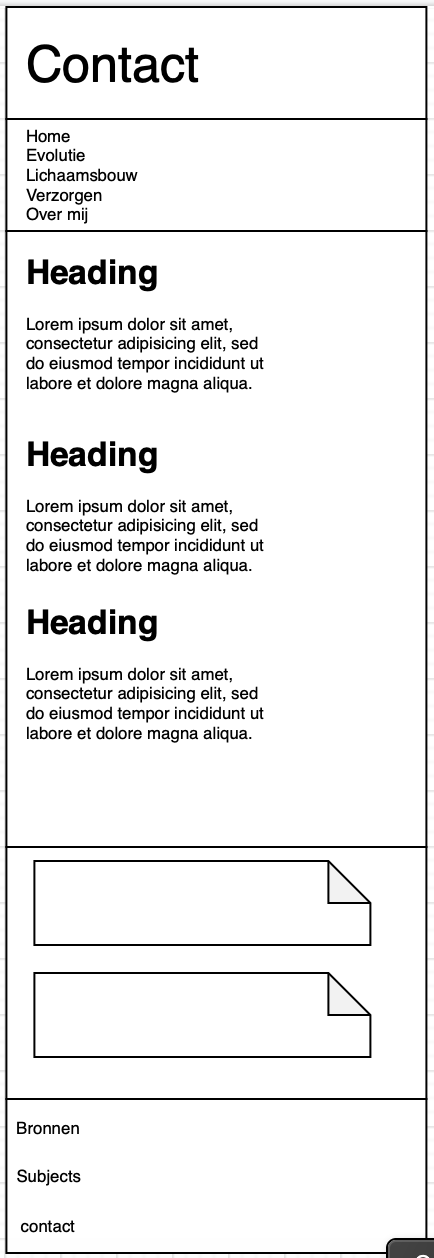 Contact
Home
Evolutie
Lichaamsbouw
Verzorgen
Over mij
Heading
Lorem ipsum dolor sit amet,
consectetur adipisicing elit, sed
do eiusmod tempor incididunt ut
labore et dolore magna aliqua.
Heading
Lorem ipsum dolor sit amet,
consectetur adipisicing elit, sed
do eiusmod tempor incididunt ut
labore et dolore magna aliqua.
Heading
Lorem ipsum dolor sit amet,
consectetur adipisicing elit, sed
do eiusmod tempor incididunt ut
labore et dolore magna aliqua.
Bronnen
Subjects
contact